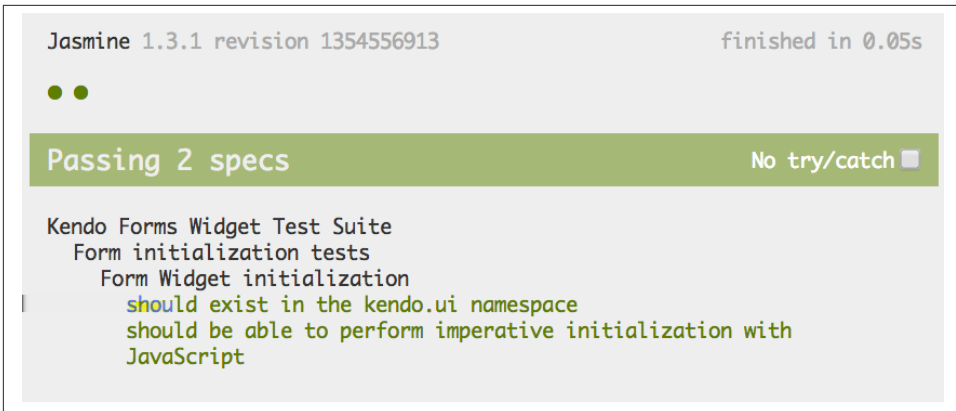 Jasmine 1.3.1 revision 1354556913 finished in 0.05s
Passing 2 specs No try/catch
Kendo Forms Widget Test Suite
Form initialization tests
Form Widget initialization
should exist in the kendo.ui namespace
should be able to perform imperative initialization with
JavaScript